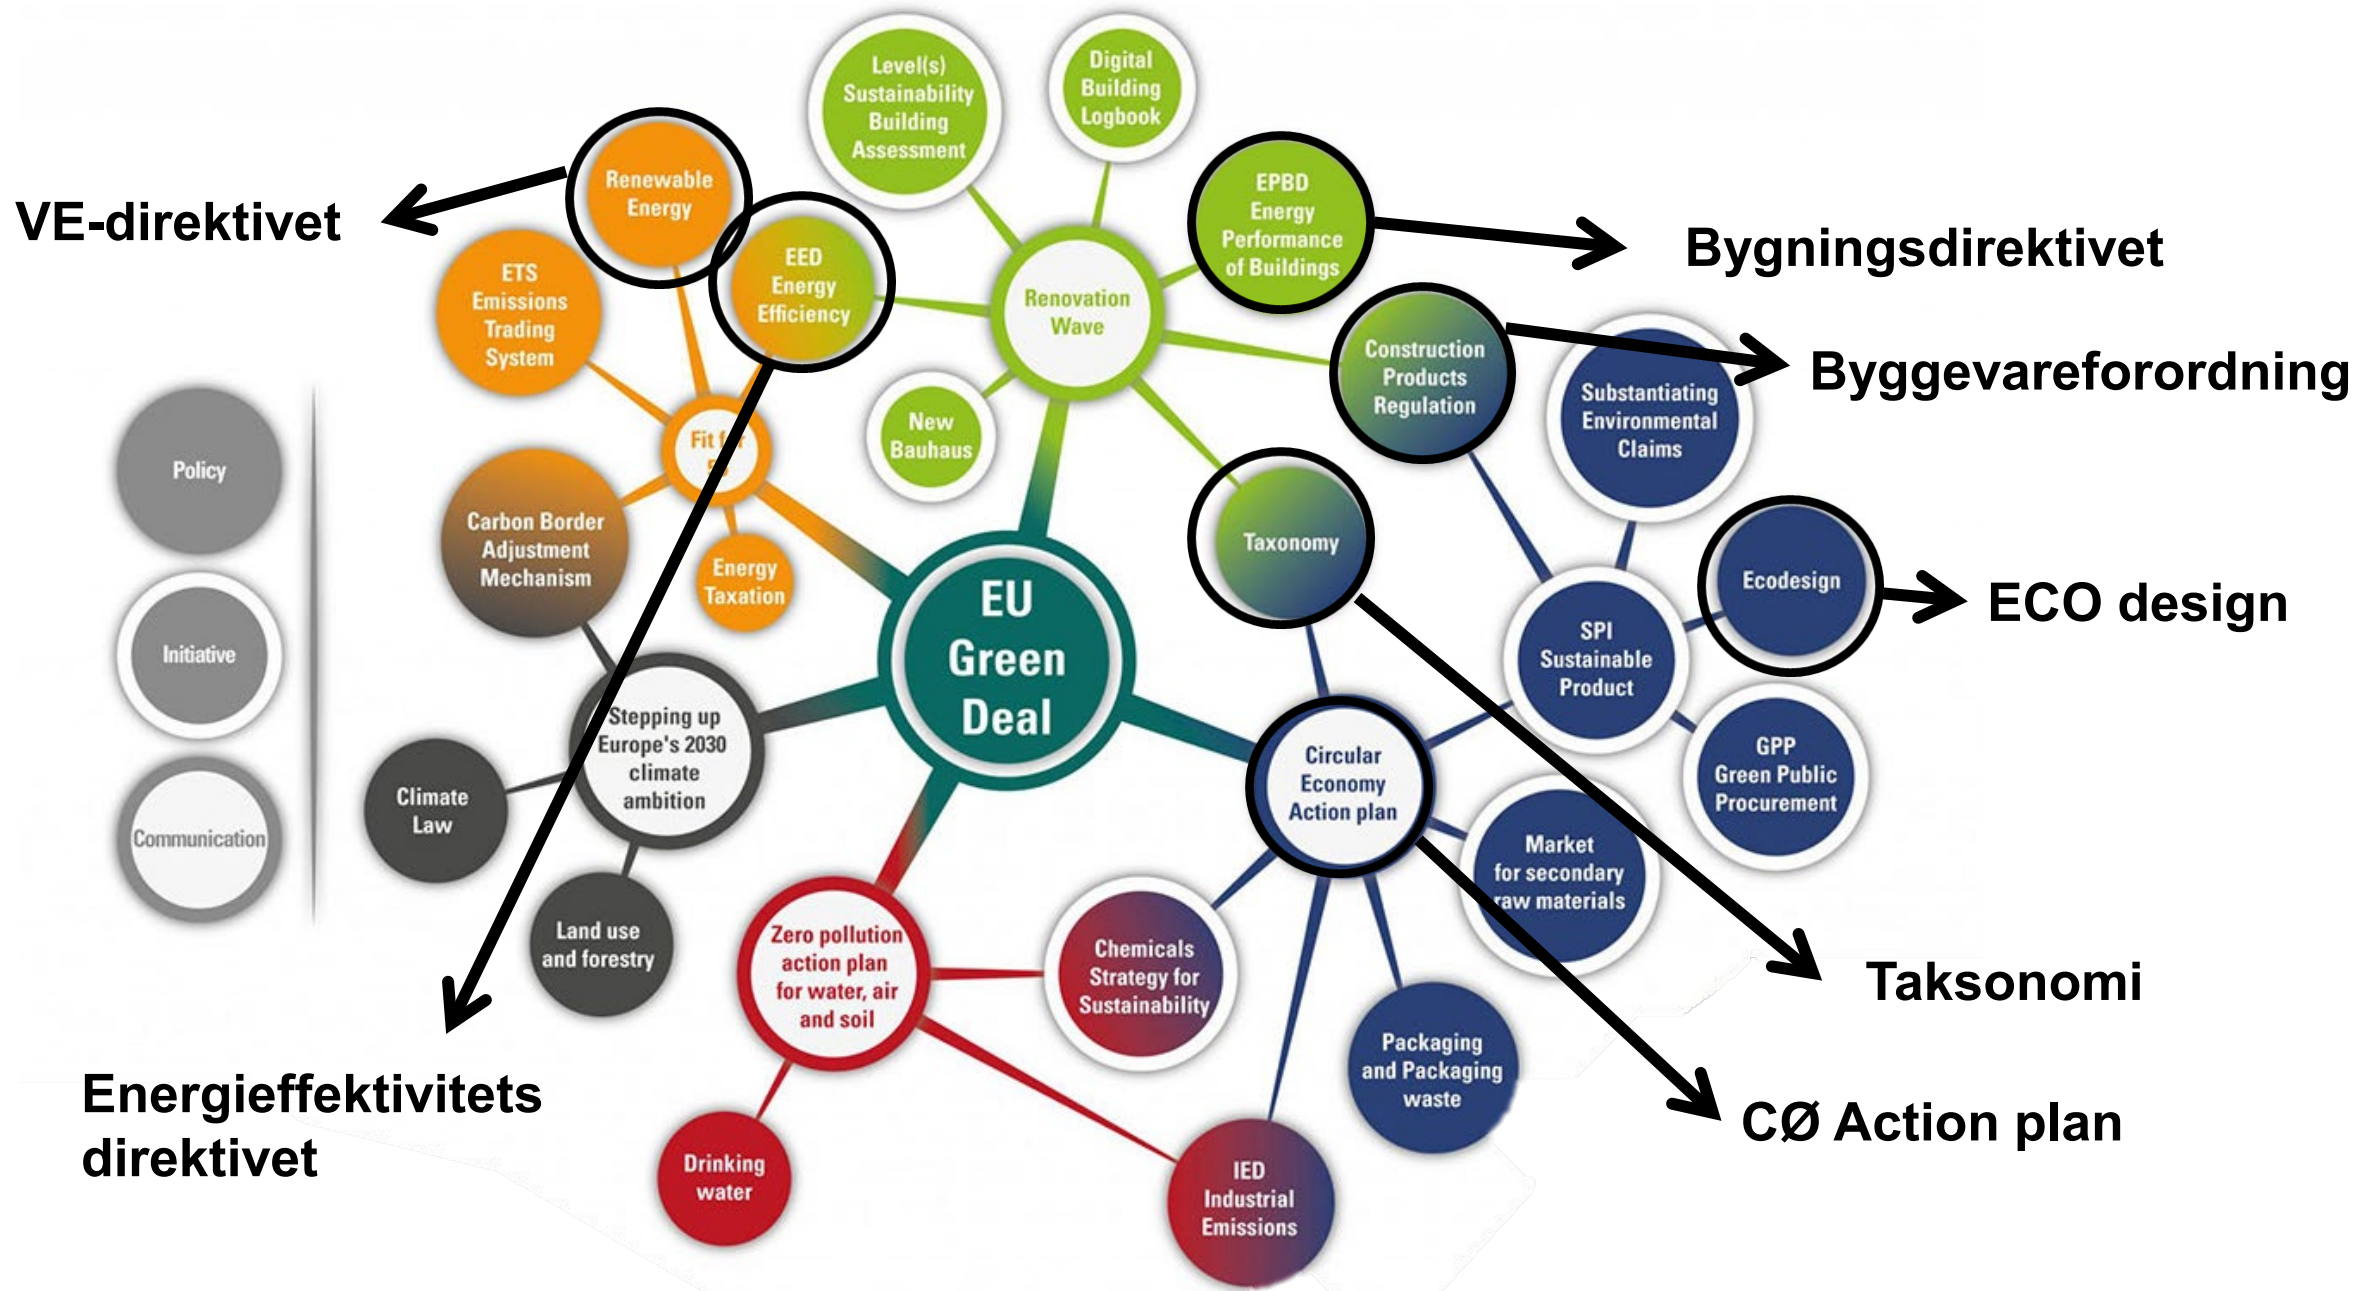 Level(s)
Sustainability
Building
Assessment
Digital
Building
Logbook
Renewable
Energy
VE-direktivet
EPBD
Energy
Performance
of Buildings
Bygningsdirektivet
EED
Energy
Efficiency
ETS
Emissions
Trading
System
Renovation
Wave
Construction
Products
Regulation
Byggevareforordning
Substantiating
Environmental
Claims
New
Bauhaus
Fit for
55
Policy
Carbon Border
Adjustment
Mechanism
Energy
Taxation
Taxonomy
Ecodesign
ECO design
EU
Green
Deal
SPI
Sustainable
Product
Initiative
Stepping up
Europe's 2030
climate
ambition
Circular
Economy
Action plan
GPP
Green Public
Procurement
Climate
Law
Communication
Market
for secondary
raw materials
Land use
and forestry
Zero pollution
action plan
for water, air
and soil
Chemicals
Strategy for
Sustainability
Taksonomi
Packaging
and Packaging
waste
CØ Action plan
Energieffektivitets
direktivet
Drinking
water
IED
Industrial
Emissions